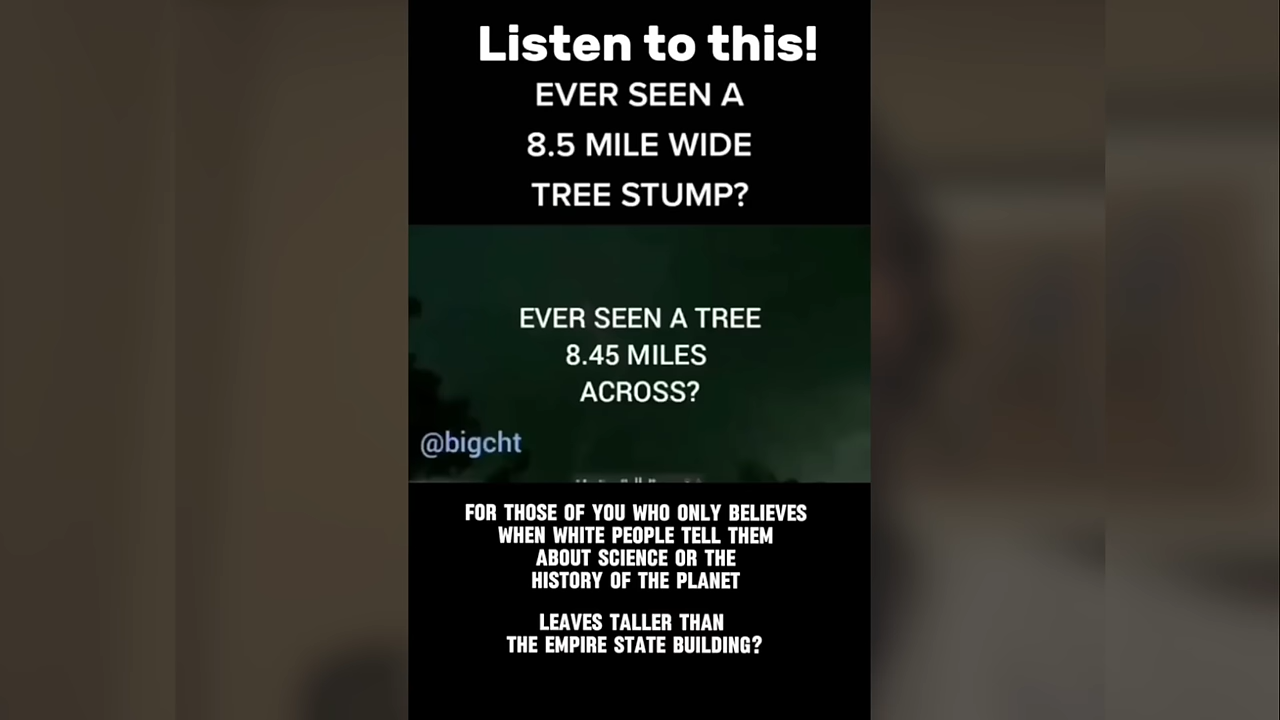 Listen to this!
EVER SEEN A
8.5 MILE WIDE
TREE STUMP?
EVER SEEN A TREE
8.45 MILES
ACROSS?
@bigcht
FOR THOSE OF YOU WHO ONLY BELIEVES
WHEN WHITE PEOPLE TELL THEM
ABOUT SCIENCE OR THE
HISTORY OF THE PLANET
LEAVES TALLER THAN
THE EMPIRE STATE BUILDING?